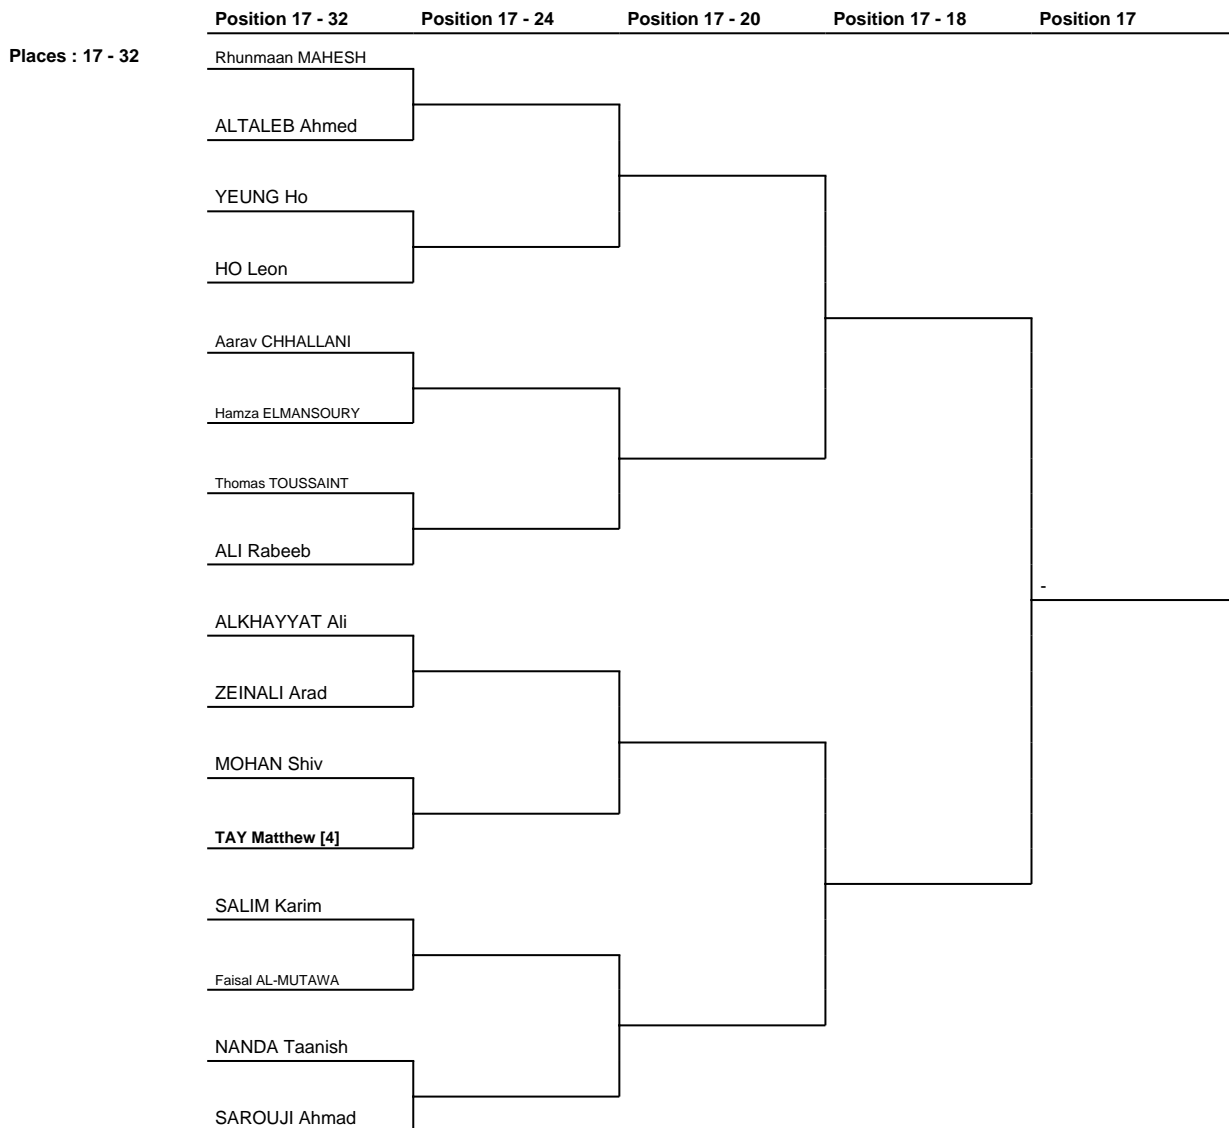 Position 17 - 32 Position 17 - 24 Position 17 - 20 Position 17 - 18 Position 17
Places : 17 - 32
Rhunmaan MAHESH
ALTALEB Ahmed
YEUNG Ho
HO Leon
Aarav CHHALLANI
Hamza ELMANSOURY
Thomas TOUSSAINT
ALI Rabeeb
-
ALKHAYYAT Ali
ZEINALI Arad
MOHAN Shiv
TAY Matthew [4]
SALIM Karim
Faisal AL-MUTAWA
NANDA Taanish
SAROUJI Ahmad